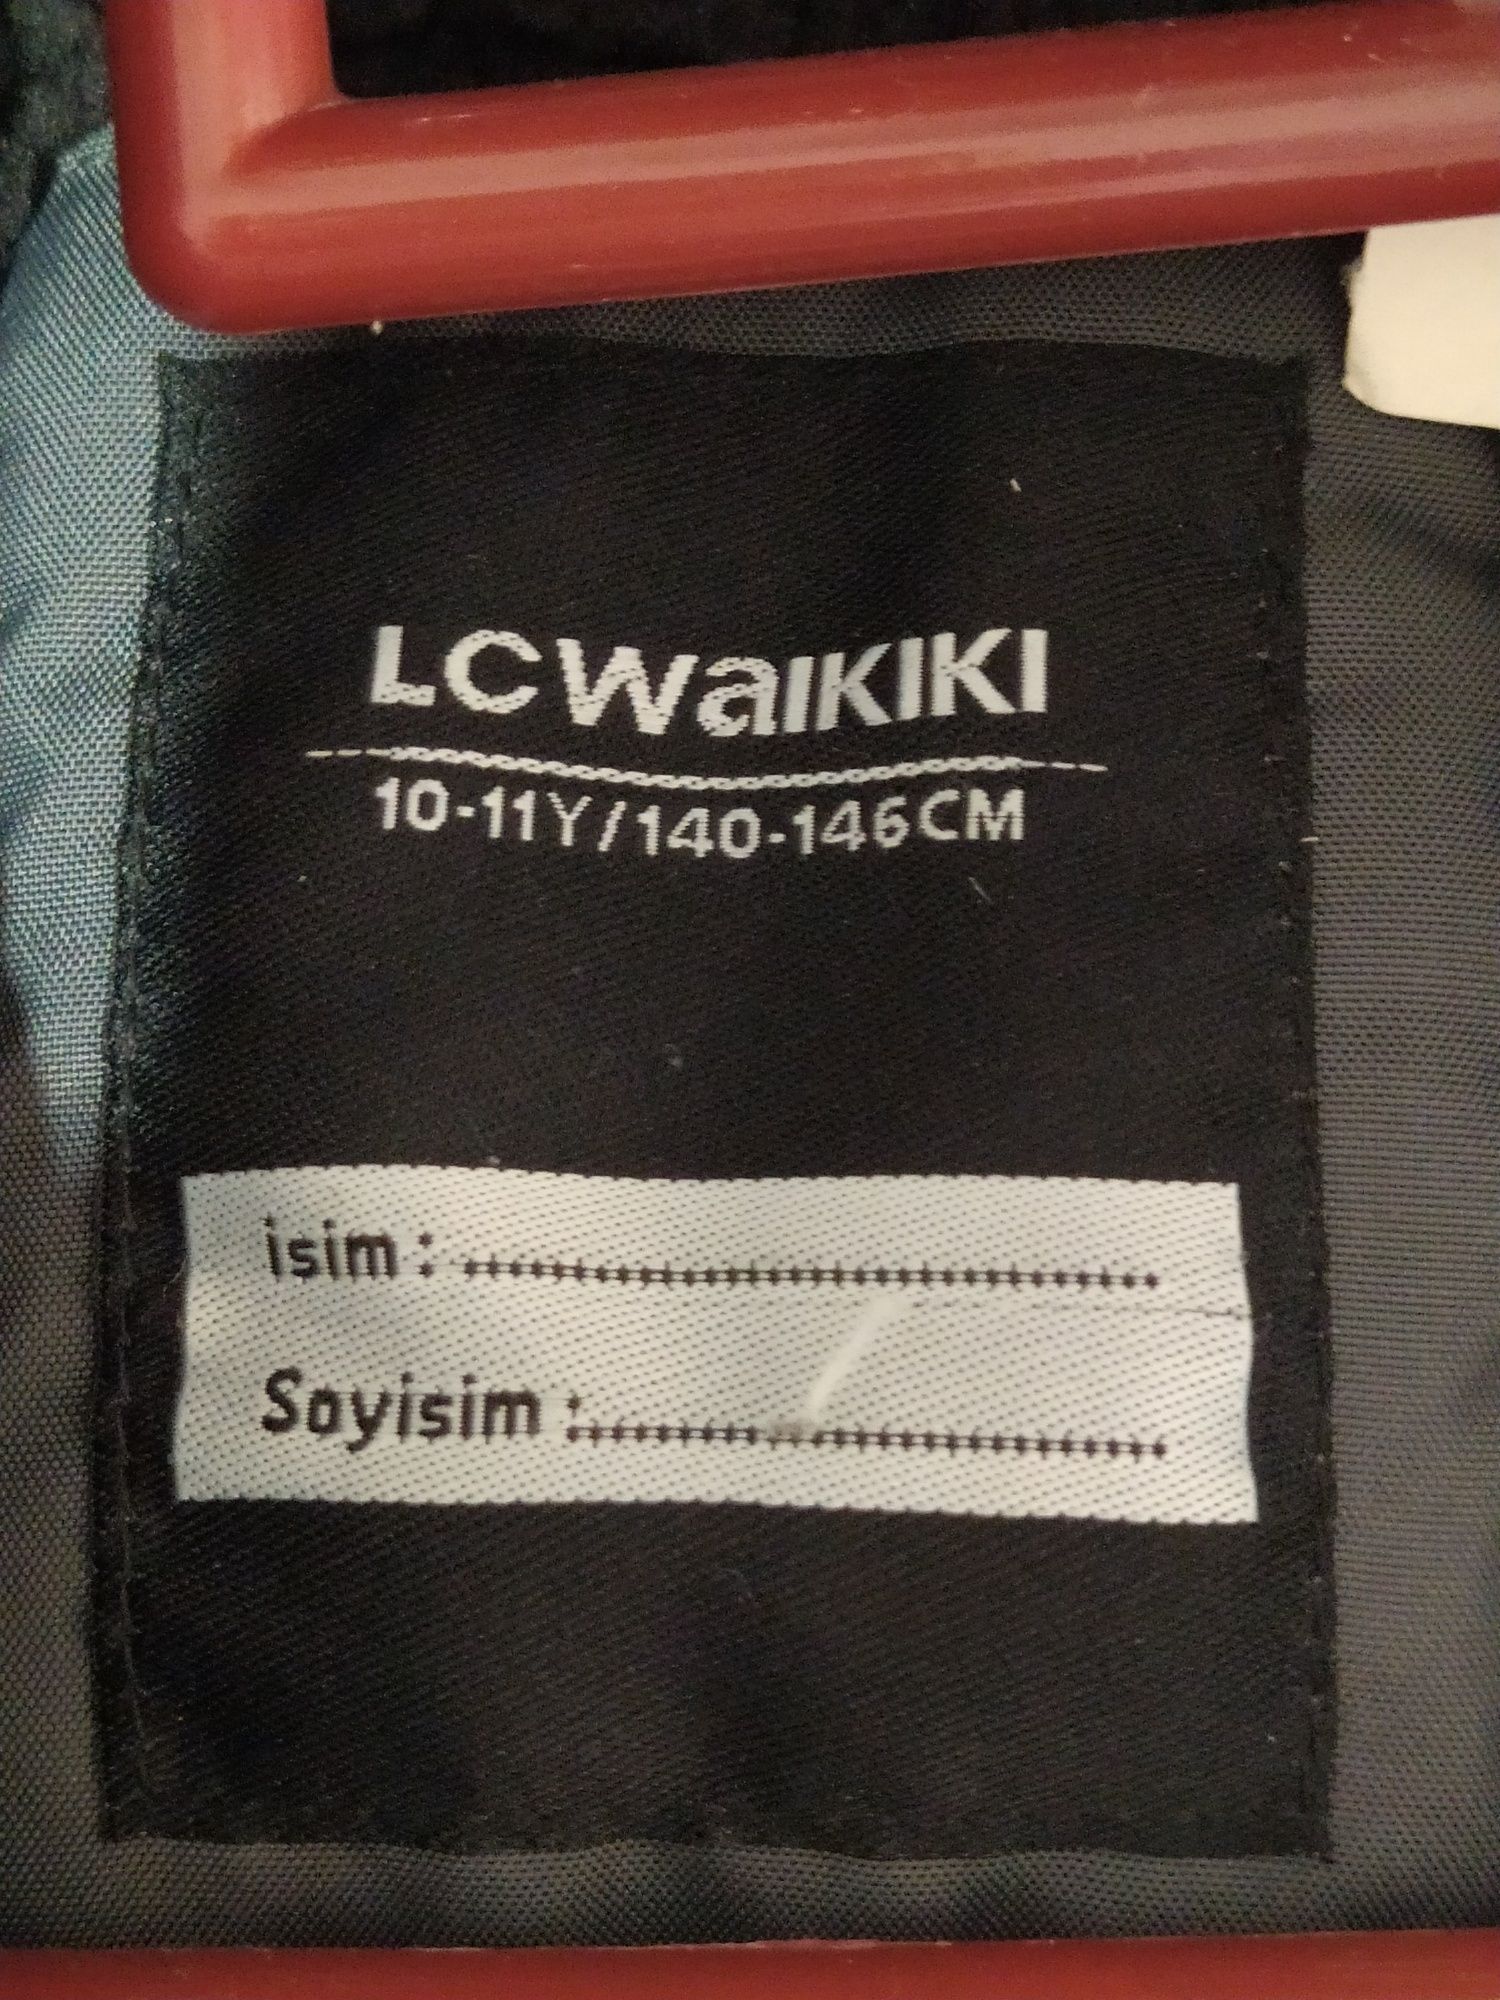 LCWAIKIKI
10-11Y/140-146CM
isim : ........................................
Soyisim : ........................................